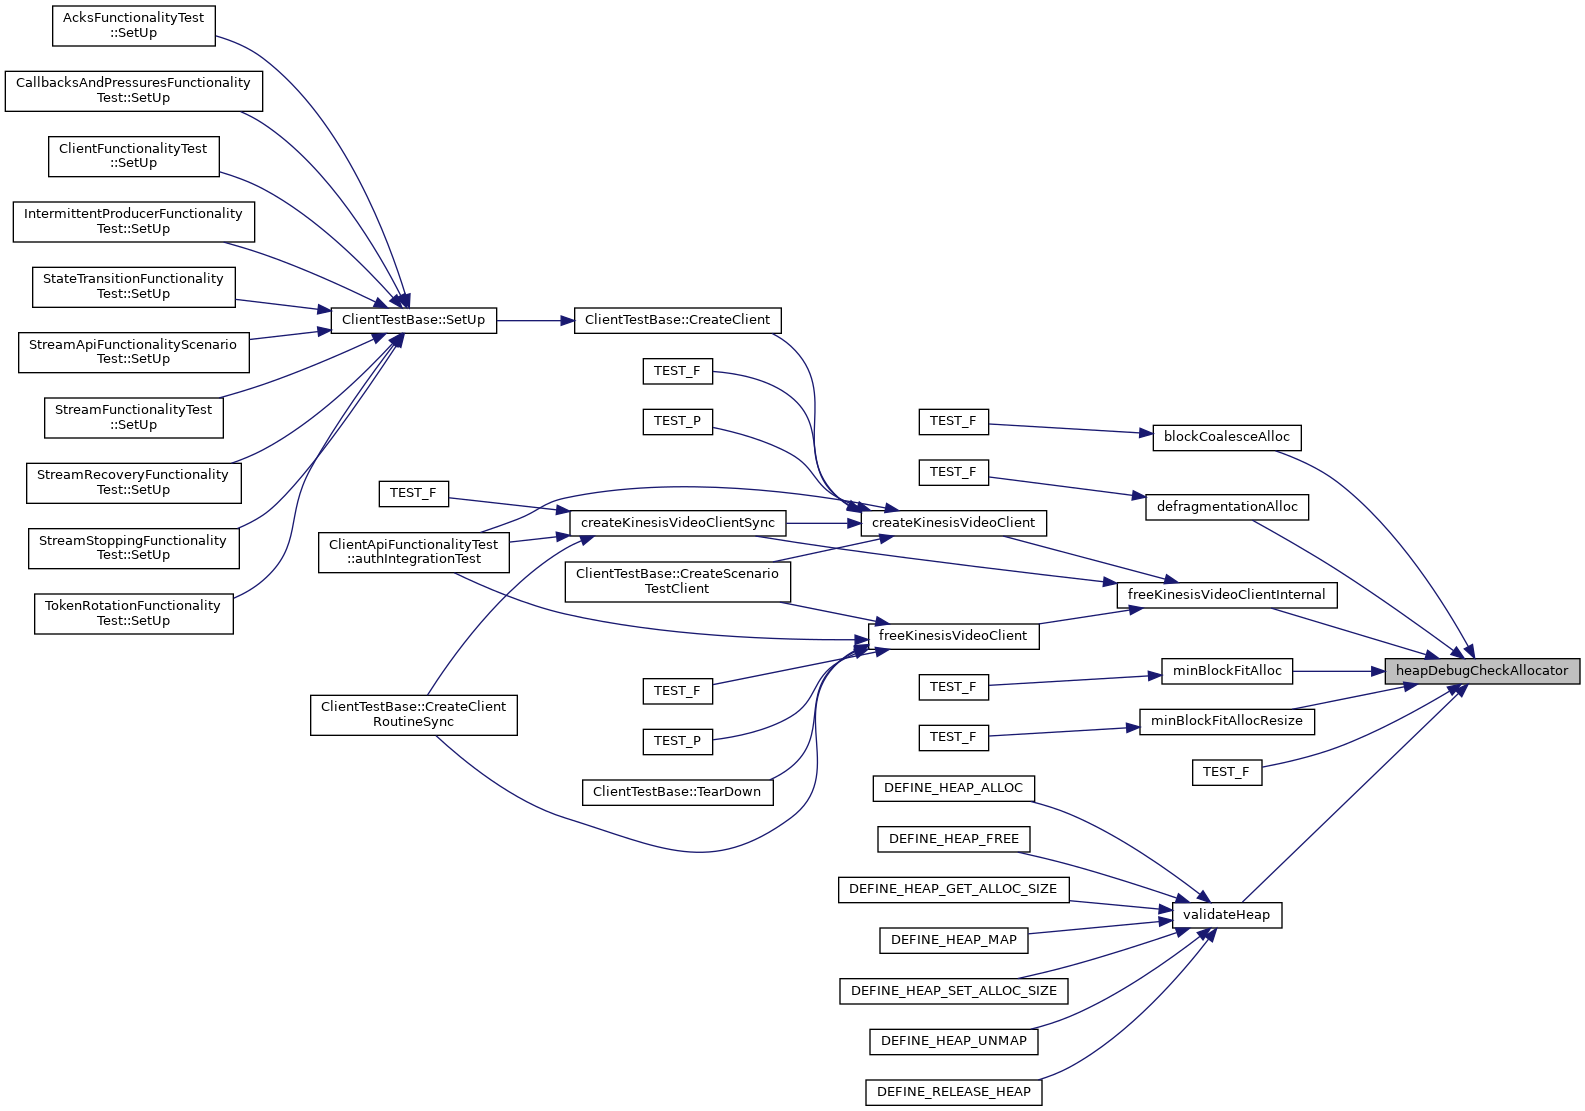 AcksFunctionalityTest
::SetUp
CallbacksAndPressuresFunctionality
Test::SetUp
ClientFunctionalityTest
::SetUp
IntermittentProducerFunctionality
Test::SetUp
StateTransitionFunctionality
Test::SetUp
StreamApiFunctionalityScenario
Test::SetUp
StreamFunctionalityTest
::SetUp
StreamRecoveryFunctionality
Test::SetUp
StreamStoppingFunctionality
Test::SetUp
TokenRotationFunctionality
Test::SetUp
ClientTestBase::SetUp
TEST_F
ClientApiFunctionalityTest
::authIntegrationTest
ClientTestBase::CreateClient
RoutineSync
ClientTestBase::CreateClient
TEST_F
TEST_P
createKinesisVideoClientSync
ClientTestBase::CreateScenario
TestClient
TEST_F
TEST_P
ClientTestBase::TearDown
TEST_F
TEST_F
createKinesisVideoClient
freeKinesisVideoClient
TEST_F
TEST_F
DEFINE_HEAP_ALLOC
DEFINE_HEAP_FREE
DEFINE_HEAP_GET_ALLOC_SIZE
DEFINE_HEAP_MAP
DEFINE_HEAP_SET_ALLOC_SIZE
DEFINE_HEAP_UNMAP
DEFINE_RELEASE_HEAP
blockCoalesceAlloc
defragmentationAlloc
freeKinesisVideoClientInternal
minBlockFitAlloc
minBlockFitAllocResize
TEST_F
validateHeap
heapDebugCheckAllocator